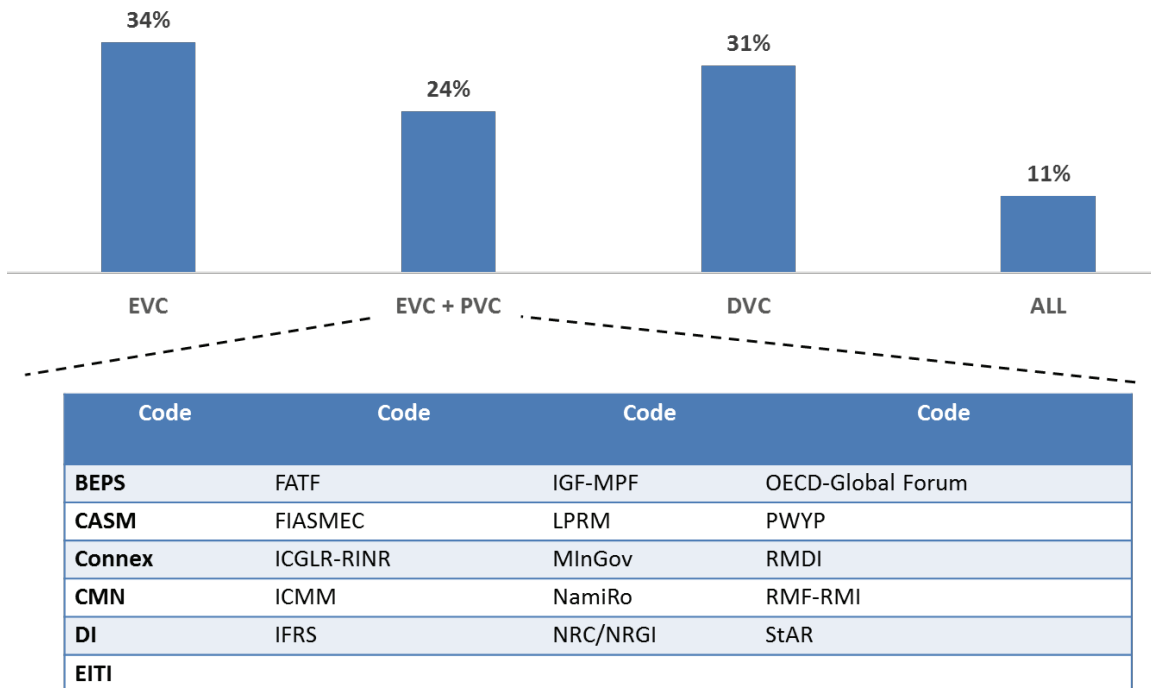 34%
24%
31%
11%
EVC
EVC + PVC
DVC
ALL
Code Code Code Code
BEPS FATF IGF-MPF OECD-Global Forum
CASM FIASMEC LPRM PWYP
Connex ICGLR-RINR MInGov RMDI
CMN ICMM NamiRo RMF-RMI
DI IFRS NRC/NRGI StAR
EITI